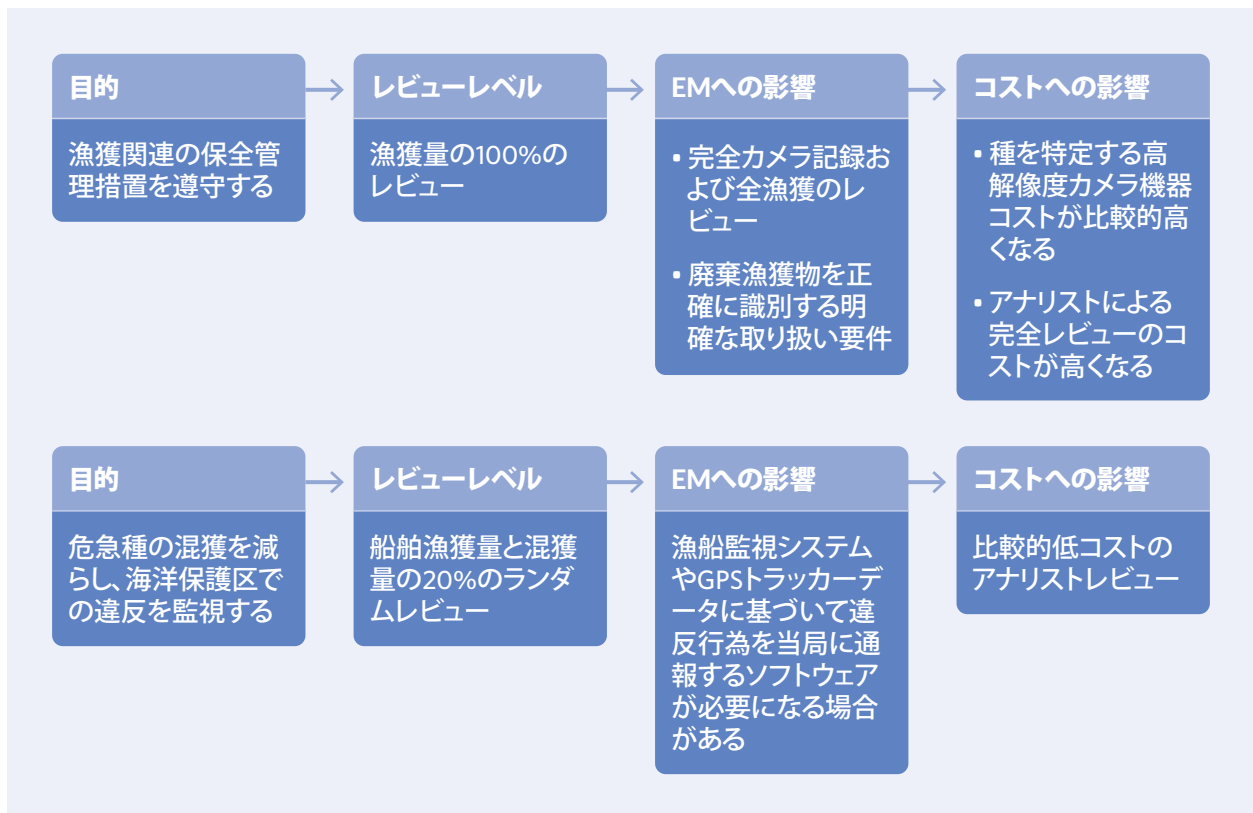 目的
漁獲関連の保全管
理措置を遵守する
レビューレベル
漁獲量の100%の
レビュー
EMへの影響
▪ 完全カメラ記録お
よび全漁獲のレ
ビュー
▪ 廃棄漁獲物を正
確に識別する明
確な取り扱い要件
コストへの影響
▪ 種を特定する高
解像度カメラ機器
コストが比較的高
くなる
▪ アナリストによる
完全レビューのコ
ストが高くなる
目的
危急種の混獲を減
らし、海洋保護区で
の違反を監視する
レビューレベル
船舶漁獲量と混獲
量の20%のランダ
ムレビュー
EMへの影響
漁船監視システム
やGPSトラッカーデ
ータに基づいて違
反行為を当局に通
報するソフトウェア
が必要になる場合
がある
コストへの影響
比較的低コストの
アナリストレビュー